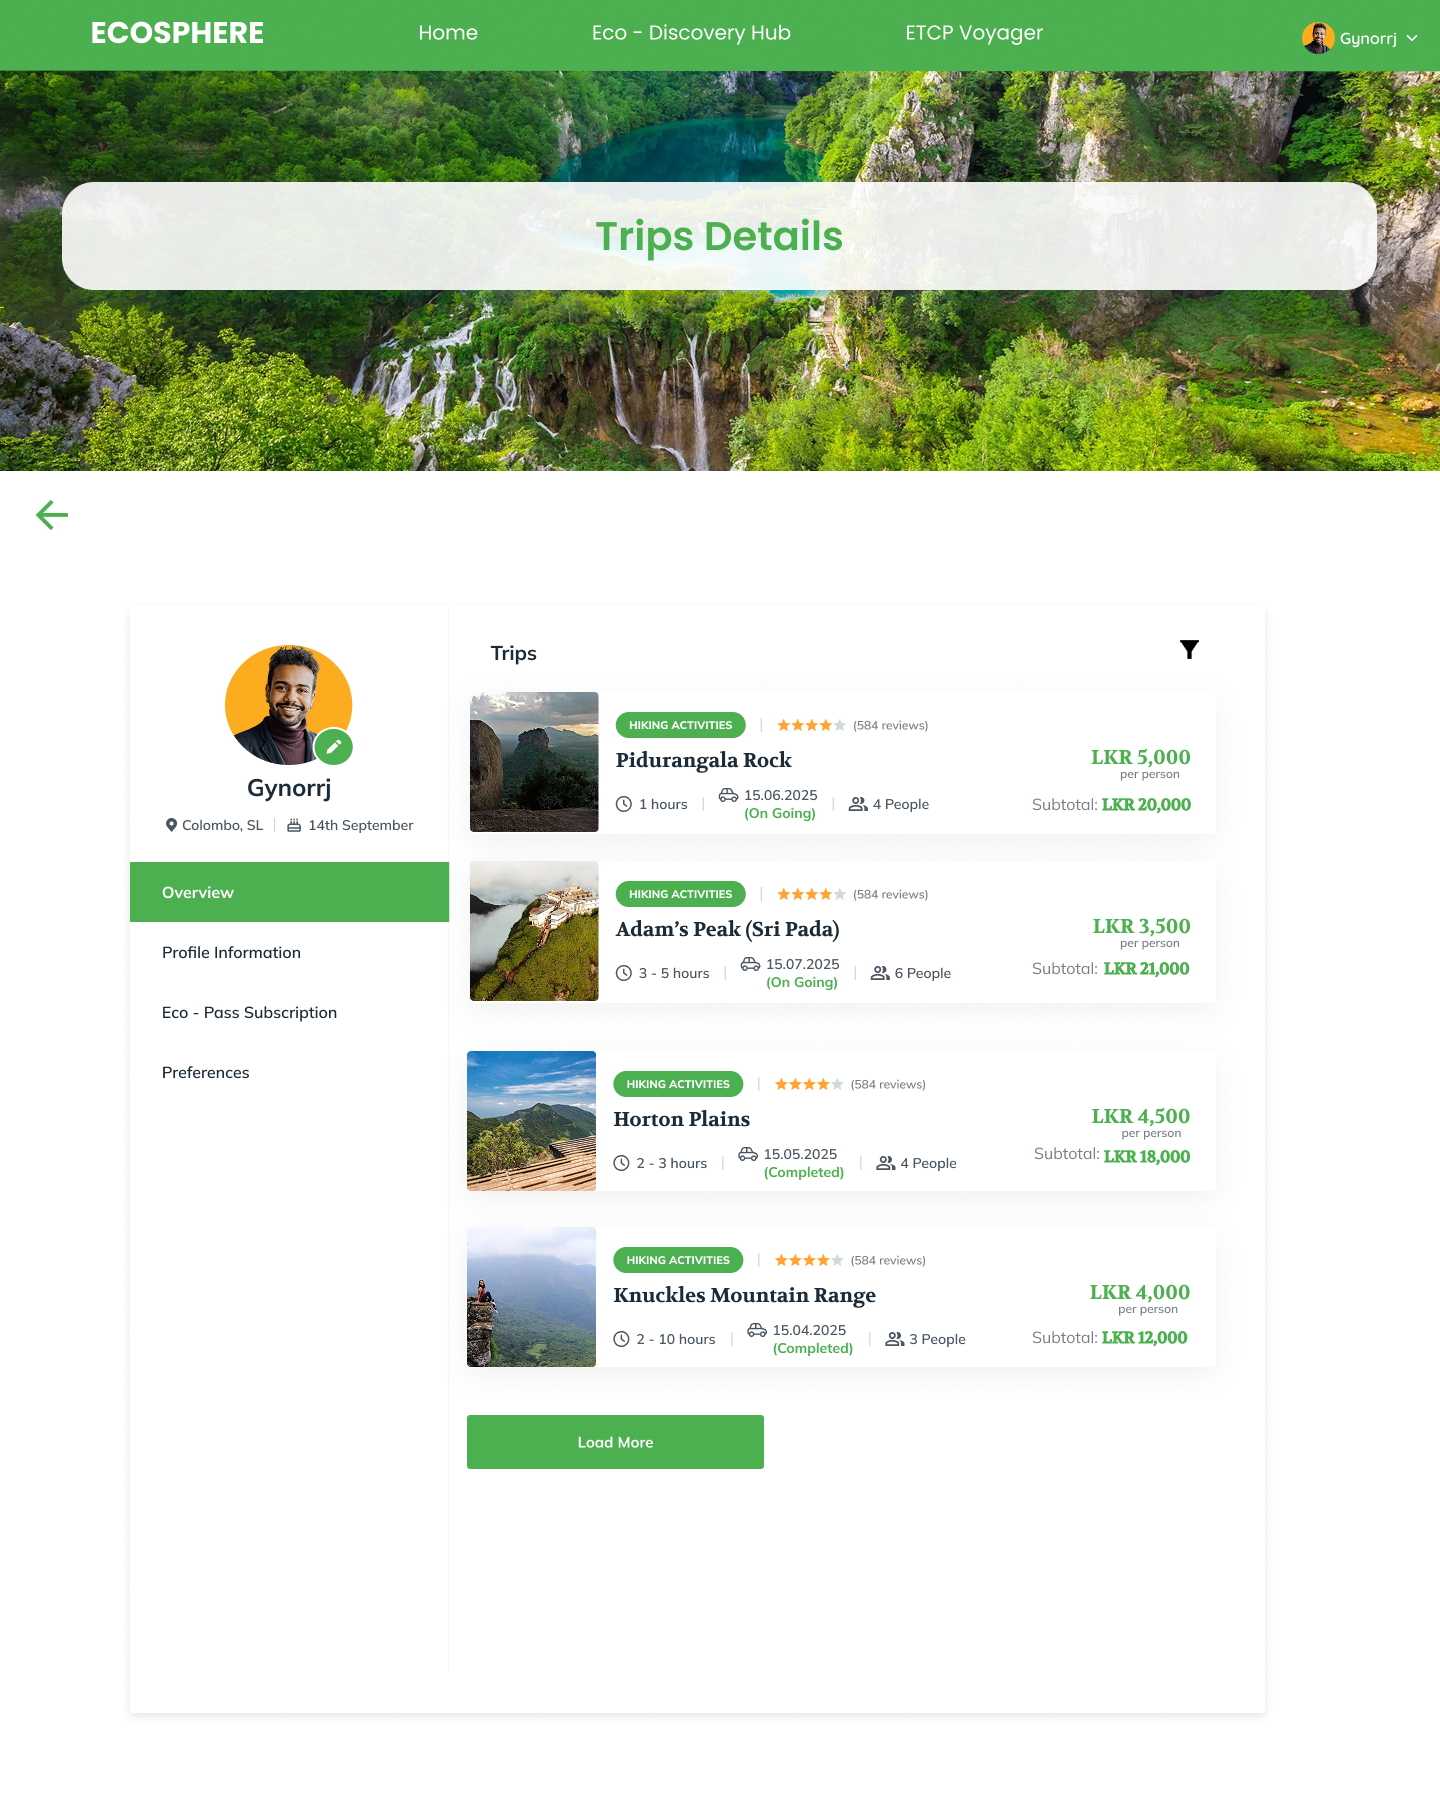 ECOSPHERE
Home
Eco - Discovery Hub
ETCP Voyager
Gynorrj
Trips Details
Gynorrj
Colombo, SL
14th September
Overview
Profile Information
Eco - Pass Subscription
Preferences
Trips
HIKING ACTIVITIES
(584 reviews)
Pidurangala Rock
1 hours
15.06.2025
(On Going)
4 People
LKR 5,000
per person
Subtotal: LKR 20,000
HIKING ACTIVITIES
(584 reviews)
Adam’s Peak (Sri Pada)
3 - 5 hours
15.07.2025
(On Going)
6 People
LKR 3,500
per person
Subtotal: LKR 21,000
HIKING ACTIVITIES
(584 reviews)
Horton Plains
2 - 3 hours
15.05.2025
(Completed)
4 People
LKR 4,500
per person
Subtotal: LKR 18,000
HIKING ACTIVITIES
(584 reviews)
Knuckles Mountain Range
2 - 10 hours
15.04.2025
(Completed)
3 People
LKR 4,000
per person
Subtotal: LKR 12,000
Load More